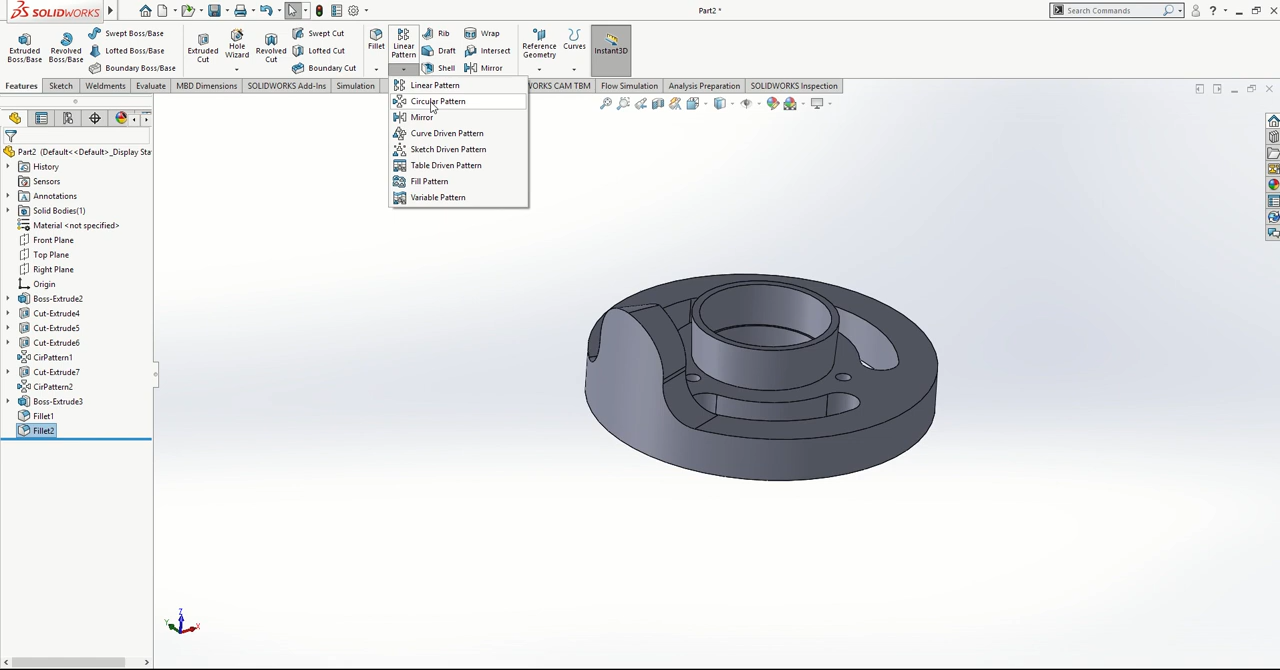 SOLIDWORKS
Part2 *
Search Commands
Extruded Boss/Base
Revolved Boss/Base
Swept Boss/Base
Lofted Boss/Base
Boundary Boss/Base
Extruded Cut
Hole Wizard
Revolved Cut
Swept Cut
Lofted Cut
Boundary Cut
Fillet
Linear Pattern
Rib
Draft
Shell
Wrap
Intersect
Mirror
Reference Geometry
Curves
Instant3D
Features
Sketch
Weldments
Evaluate
MBD Dimensions
SOLIDWORKS Add-Ins
Simulation
WORKS CAM TBM
Flow Simulation
Analysis Preparation
SOLIDWORKS Inspection
Linear Pattern
Circular Pattern
Mirror
Curve Driven Pattern
Sketch Driven Pattern
Table Driven Pattern
Fill Pattern
Variable Pattern
Part2 (Default<<Default>_Display Sta
History
Sensors
Annotations
Solid Bodies(1)
Material <not specified>
Front Plane
Top Plane
Right Plane
Origin
Boss-Extrude2
Cut-Extrude4
Cut-Extrude5
Cut-Extrude6
CirPattern1
Cut-Extrude7
CirPattern2
Boss-Extrude3
Fillet1
Fillet2
Z
Y
X